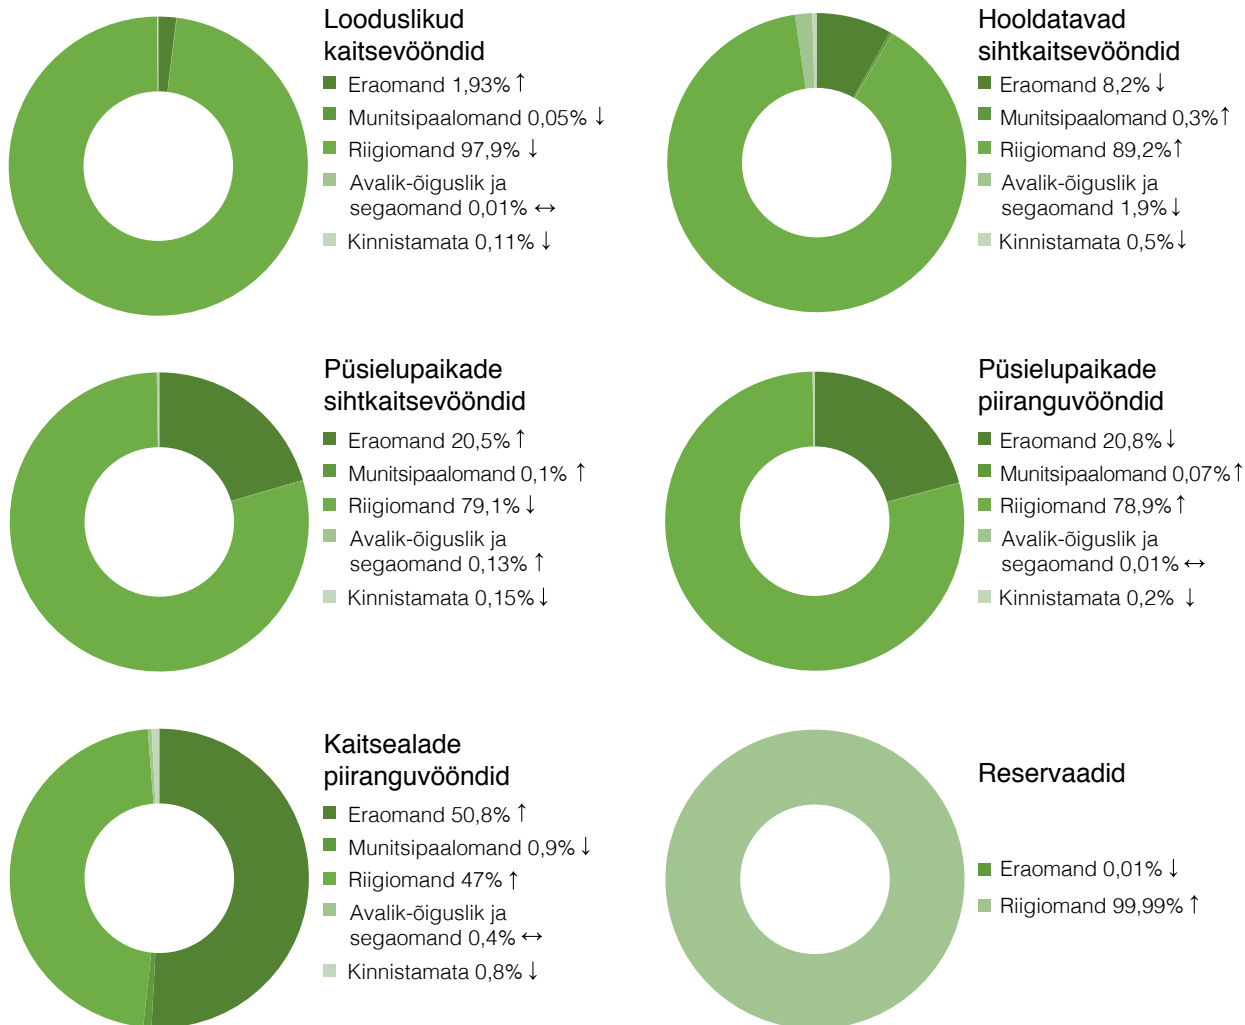 Looduslikud
kaitsevööndid
Eraomand 1,93% ↑
Munitsipaalomand 0,05% ↓
Riigiomand 97,9% ↓
Avalik-õiguslik ja
segaomand 0,01% ↔
Kinnistamata 0,11% ↓
Hooldatavad
sihtkaitsevööndid
Eraomand 8,2% ↓
Munitsipaalomand 0,3% ↑
Riigiomand 89,2% ↑
Avalik-õiguslik ja
segaomand 1,9% ↓
Kinnistamata 0,5% ↓
Püsielupaikade
sihtkaitsevööndid
Eraomand 20,5% ↑
Munitsipaalomand 0,1% ↑
Riigiomand 79,1% ↓
Avalik-õiguslik ja
segaomand 0,13% ↑
Kinnistamata 0,15% ↓
Püsielupaikade
piiranguvööndid
Eraomand 20,8% ↓
Munitsipaalomand 0,07% ↑
Riigiomand 78,9% ↑
Avalik-õiguslik ja
segaomand 0,01% ↔
Kinnistamata 0,2% ↓
Kaitsealade
piiranguvööndid
Eraomand 50,8% ↑
Munitsipaalomand 0,9% ↓
Riigiomand 47% ↑
Avalik-õiguslik ja
segaomand 0,4% ↔
Kinnistamata 0,8% ↓
Reservaadid
Eraomand 0,01% ↓
Riigiomand 99,99% ↑